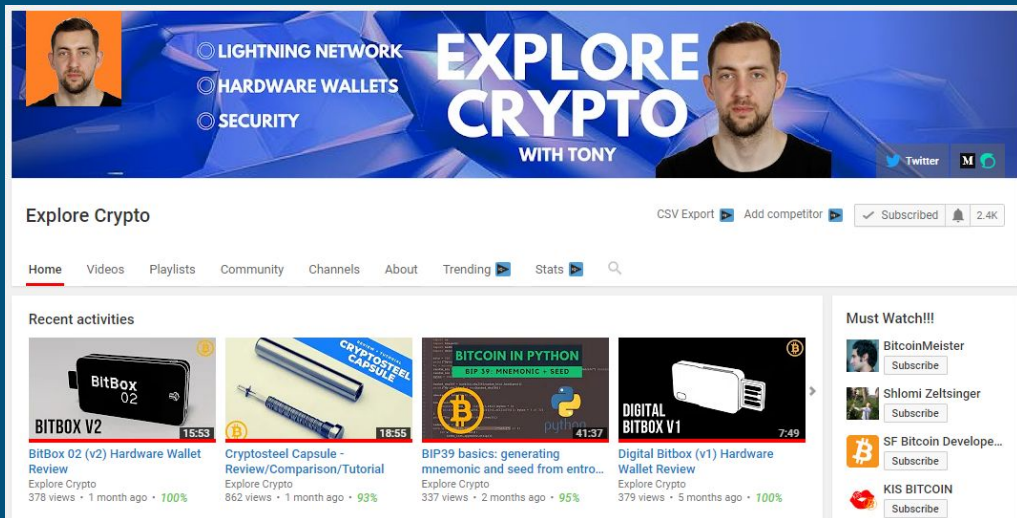 LIGHTNING NETWORK
HARDWARE WALLETS
SECURITY
EXPLORE
CRYPTO
WITH TONY
Twitter
M
Explore Crypto
CSV Export
Add competitor
Subscribed
2.4K
Home
Videos
Playlists
Community
Channels
About
Trending
Stats
Recent activities
BitBox
02
BITBOX V2
15:53
BitBox 02 (v2) Hardware Wallet
Review
Explore Crypto
378 views • 1 month ago • 100%
REVIEW + TUTORIAL
CRYPTOSTEEL
CAPSULE
18:55
Cryptosteel Capsule -
Review/Comparison/Tutorial
Explore Crypto
862 views • 1 month ago • 93%
BITCOIN IN PYTHON
BIP 39: MNEMONIC + SEED
python
41:37
BIP39 basics: generating
mnemonic and seed from entro...
Explore Crypto
337 views • 2 months ago • 95%
DIGITAL
BITBOX V1
7:49
Digital Bitbox (v1) Hardware
Wallet Review
Explore Crypto
379 views • 5 months ago • 100%
Must Watch!!!
BitcoinMeister
Subscribe
Shlomi Zeltsinger
Subscribe
SF Bitcoin Develope...
Subscribe
KIS BITCOIN
Subscribe